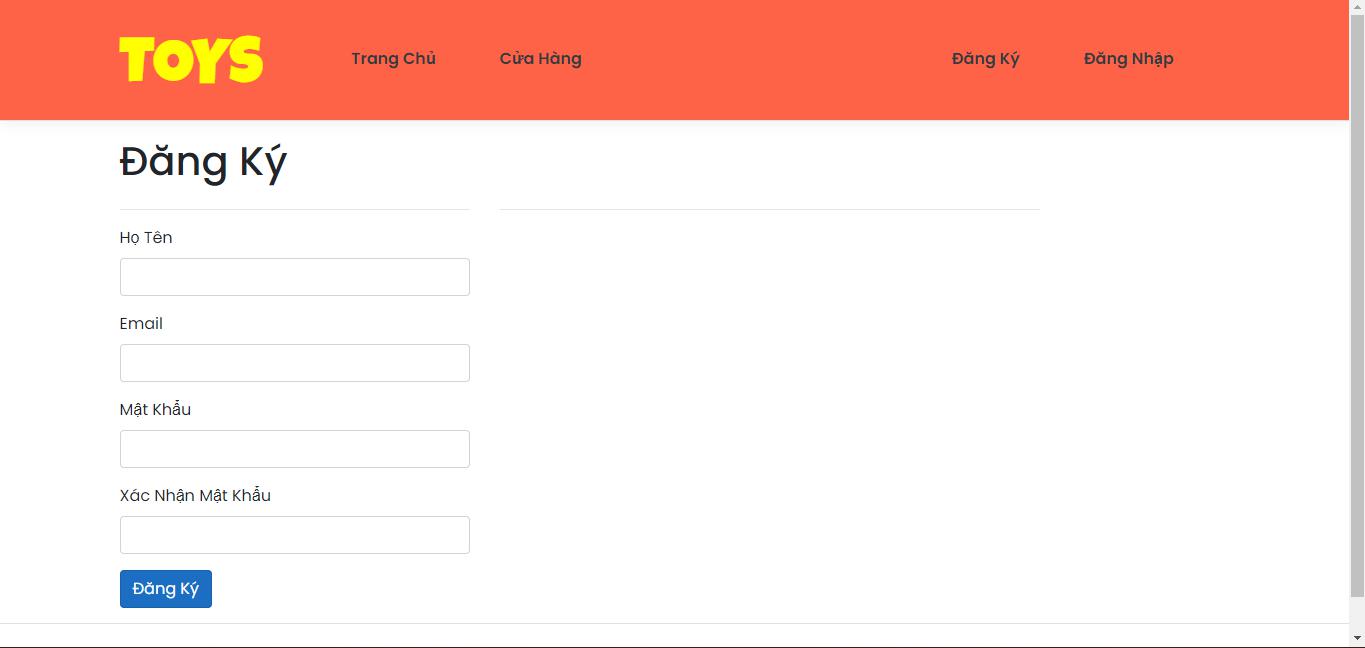 TOYS Trang Chủ Cửa Hàng Đăng Ký Đăng Nhập
Đăng Ký
Họ Tên
Email
Mật Khẩu
Xác Nhận Mật Khẩu
Đăng Ký